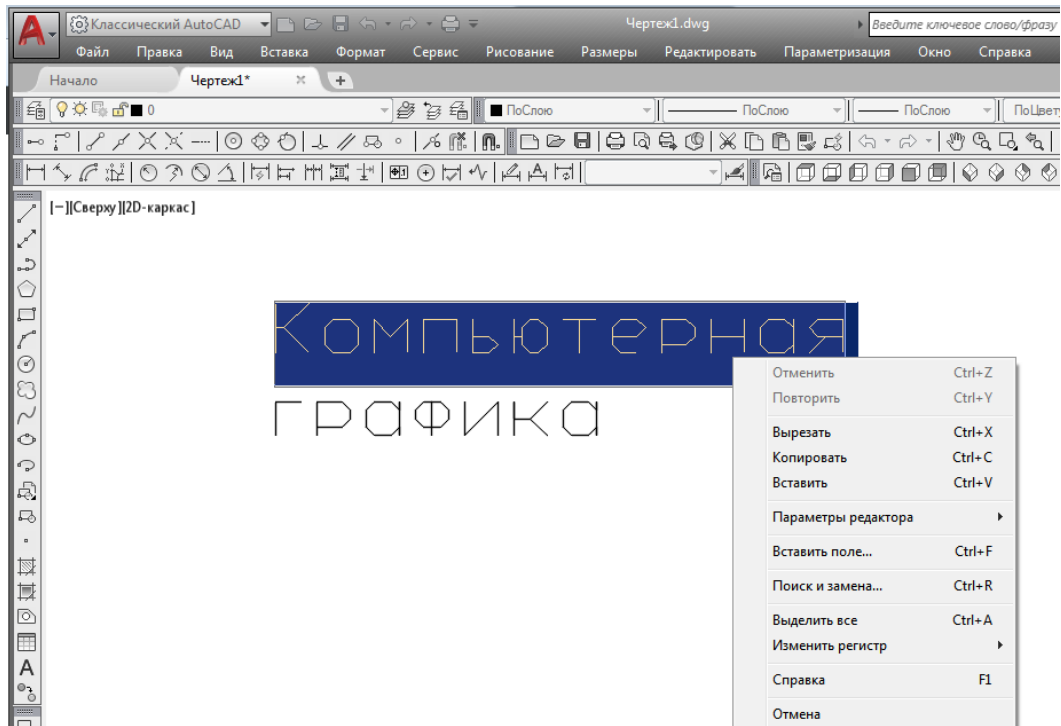 Классический AutoCAD Чертеж1.dwg Введите ключевое слово/фразу
Файл Правка Вид Вставка Формат Сервис Рисование Размеры Редактировать Параметризация Окно Справка
Начало Чертеж1* × +
0 ПоСлою ПоСлою ПоСлою ПоЦвету
[−][Сверху][2D-каркас]
Компьютерная
графика
Отменить Ctrl+Z
Повторить Ctrl+Y
Вырезать Ctrl+X
Копировать Ctrl+C
Вставить Ctrl+V
Параметры редактора
Вставить поле... Ctrl+F
Поиск и замена... Ctrl+R
Выделить все Ctrl+A
Изменить регистр
Справка F1
Отмена